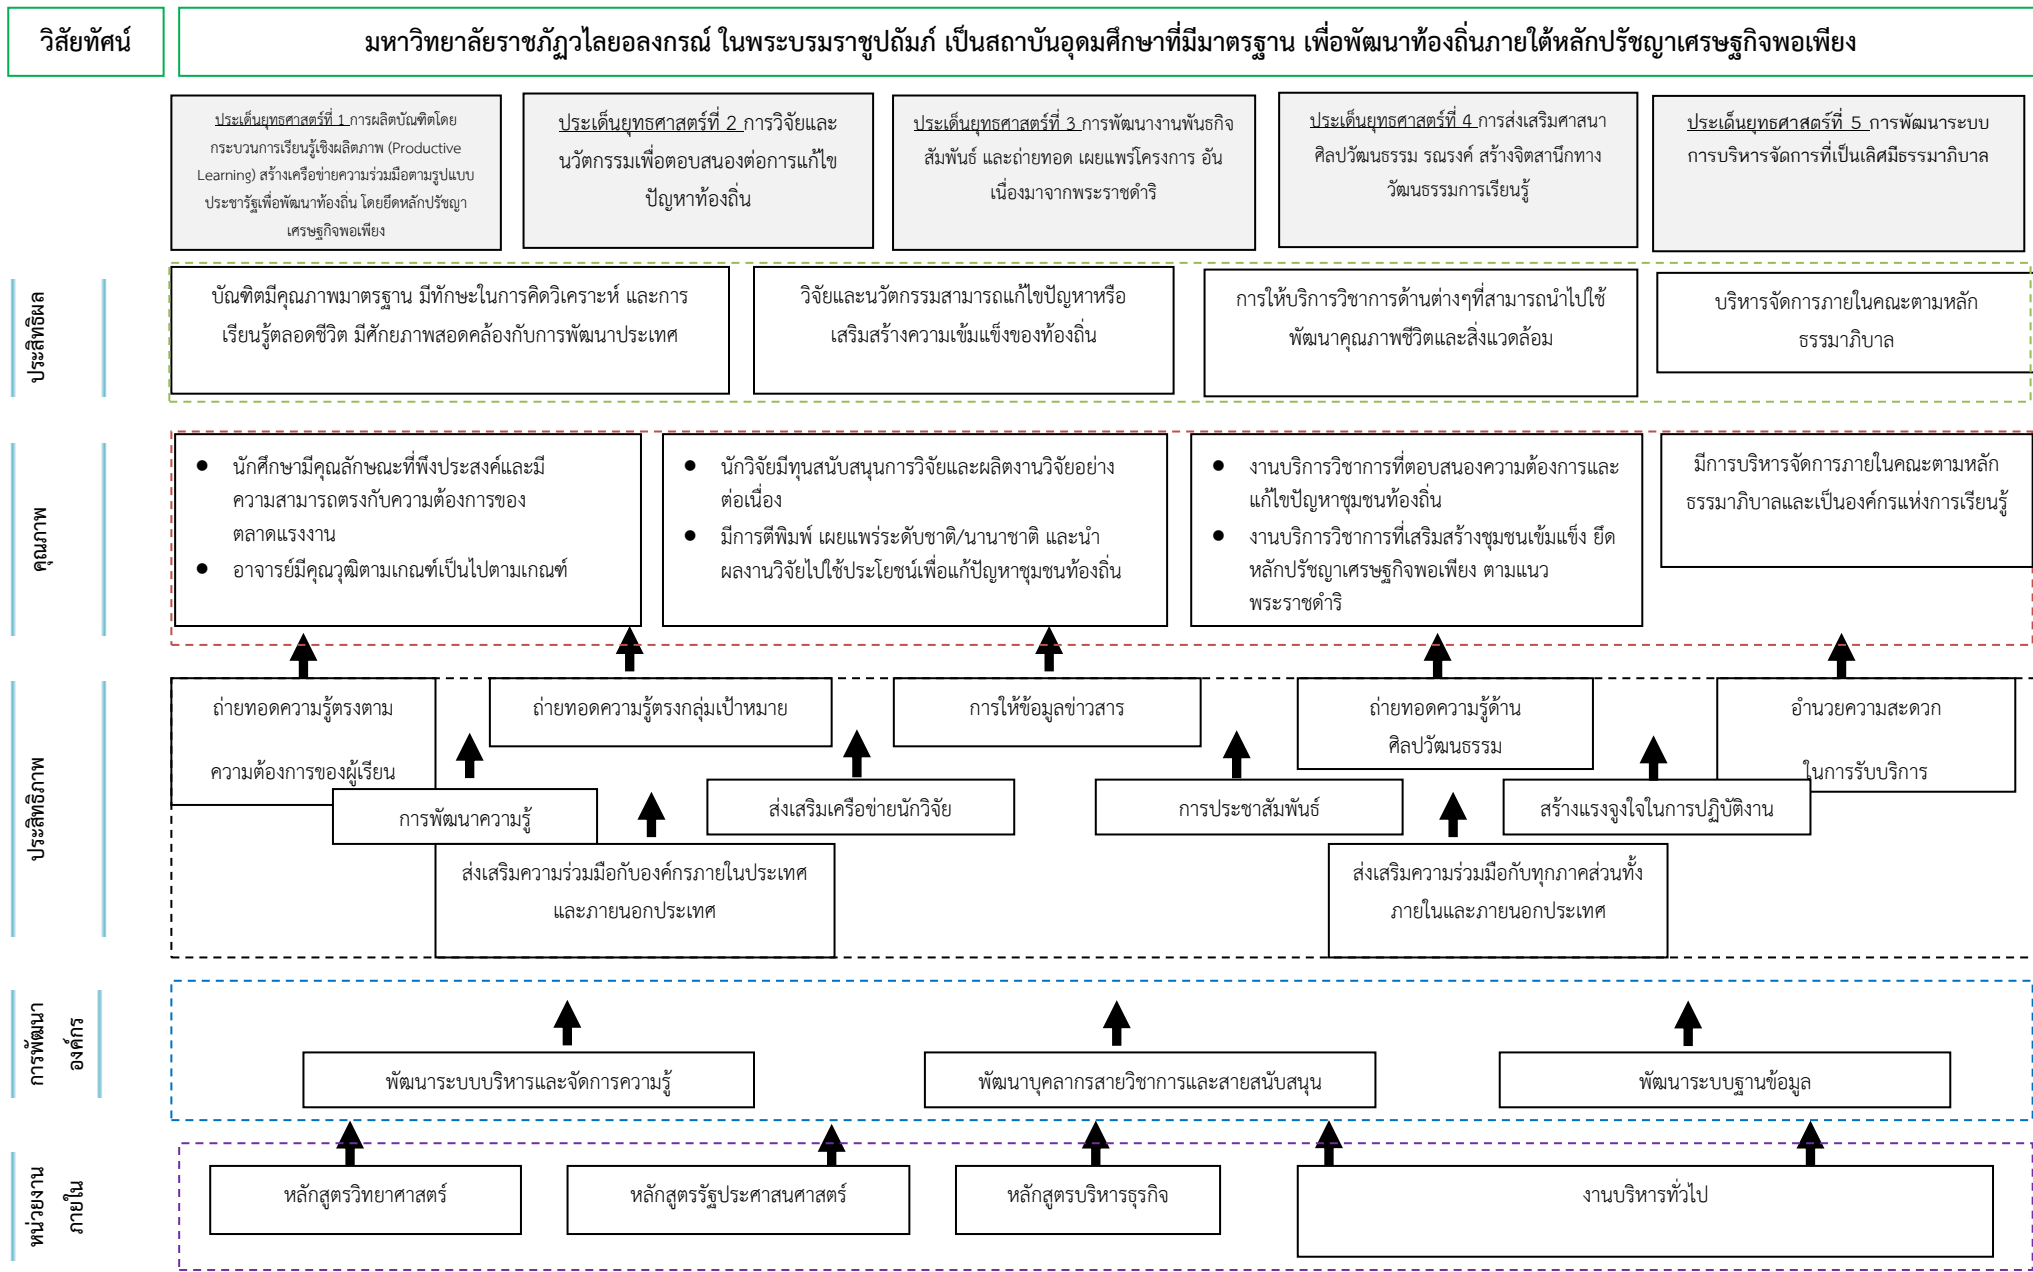 วิสัยทัศน์
มหาวิทยาลัยราชภัฏวไลยอลงกรณ์ ในพระบรมราชูปถัมภ์ เป็นสถาบันอุดมศึกษาที่มีมาตรฐาน เพื่อพัฒนาท้องถิ่นภายใต้หลักปรัชญาเศรษฐกิจพอเพียง
ประเด็นยุทธศาสตร์ที่ 1 การผลิตบัณฑิตโดย
กระบวนการเรียนรู้เชิงผลิตภาพ (Productive
Learning) สร้างเครือข่ายความร่วมมือตามรูปแบบ
ประชารัฐเพื่อพัฒนาท้องถิ่น โดยยึดหลักปรัชญา
เศรษฐกิจพอเพียง
ประเด็นยุทธศาสตร์ที่ 2 การวิจัยและ
นวัตกรรมเพื่อตอบสนองต่อการแก้ไข
ปัญหาท้องถิ่น
ประเด็นยุทธศาสตร์ที่ 3 การพัฒนางานพันธกิจ
สัมพันธ์ และถ่ายทอด เผยแพร่โครงการ อัน
เนื่องมาจากพระราชดำริ
ประเด็นยุทธศาสตร์ที่ 4 การส่งเสริมศาสนา
ศิลปวัฒนธรรม รณรงค์ สร้างจิตสานึกทาง
วัฒนธรรมการเรียนรู้
ประเด็นยุทธศาสตร์ที่ 5 การพัฒนาระบบ
การบริหารจัดการที่เป็นเลิศมีธรรมาภิบาล
ประสิทธิผล
บัณฑิตมีคุณภาพมาตรฐาน มีทักษะในการคิดวิเคราะห์ และการ
เรียนรู้ตลอดชีวิต มีศักยภาพสอดคล้องกับการพัฒนาประเทศ
วิจัยและนวัตกรรมสามารถแก้ไขปัญหาหรือ
เสริมสร้างความเข้มแข็งของท้องถิ่น
การให้บริการวิชาการด้านต่างๆที่สามารถนำไปใช้
พัฒนาคุณภาพชีวิตและสิ่งแวดล้อม
บริหารจัดการภายในคณะตามหลัก
ธรรมาภิบาล
คุณภาพ
● นักศึกษามีคุณลักษณะที่พึงประสงค์และมี
ความสามารถตรงกับความต้องการของ
ตลาดแรงงาน
● อาจารย์มีคุณวุฒิตามเกณฑ์เป็นไปตามเกณฑ์
● นักวิจัยมีทุนสนับสนุนการวิจัยและผลิตงานวิจัยอย่าง
ต่อเนื่อง
● มีการตีพิมพ์ เผยแพร่ระดับชาติ/นานาชาติ และนำ
ผลงานวิจัยไปใช้ประโยชน์เพื่อแก้ปัญหาชุมชนท้องถิ่น
● งานบริการวิชาการที่ตอบสนองความต้องการและ
แก้ไขปัญหาชุมชนท้องถิ่น
● งานบริการวิชาการที่เสริมสร้างชุมชนเข้มแข็ง ยึด
หลักปรัชญาเศรษฐกิจพอเพียง ตามแนว
พระราชดำริ
มีการบริหารจัดการภายในคณะตามหลัก
ธรรมาภิบาลและเป็นองค์กรแห่งการเรียนรู้
ประสิทธิภาพ
ถ่ายทอดความรู้ตรงตาม
ความต้องการของผู้เรียน
ถ่ายทอดความรู้ตรงกลุ่มเป้าหมาย
การให้ข้อมูลข่าวสาร
ถ่ายทอดความรู้ด้าน
ศิลปวัฒนธรรม
อำนวยความสะดวก
ในการรับบริการ
การพัฒนาความรู้
ส่งเสริมเครือข่ายนักวิจัย
การประชาสัมพันธ์
สร้างแรงจูงใจในการปฏิบัติงาน
ส่งเสริมความร่วมมือกับองค์กรภายในประเทศ
และภายนอกประเทศ
ส่งเสริมความร่วมมือกับทุกภาคส่วนทั้ง
ภายในและภายนอกประเทศ
การพัฒนา
องค์กร
พัฒนาระบบบริหารและจัดการความรู้
พัฒนาบุคลากรสายวิชาการและสายสนับสนุน
พัฒนาระบบฐานข้อมูล
หน่วยงาน
ภายใน
หลักสูตรวิทยาศาสตร์
หลักสูตรรัฐประศาสนศาสตร์
หลักสูตรบริหารธุรกิจ
งานบริหารทั่วไป